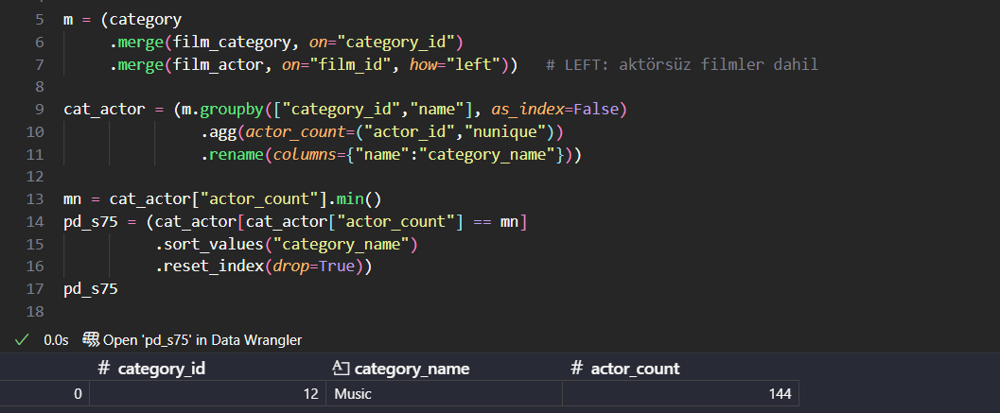 5 m = (category
6 .merge(film_category, on="category_id")
7 .merge(film_actor, on="film_id", how="left")) # LEFT: aktörsüz filmler dahil
8
9 cat_actor = (m.groupby(["category_id","name"], as_index=False)
10 .agg(actor_count=("actor_id","nunique"))
11 .rename(columns={"name":"category_name"}))
12
13 mn = cat_actor["actor_count"].min()
14 pd_s75 = (cat_actor[cat_actor["actor_count"] == mn]
15 .sort_values("category_name")
16 .reset_index(drop=True))
17 pd_s75
18
0.0s Open 'pd_s75' in Data Wrangler
# category_id category_name # actor_count
0 12 Music 144